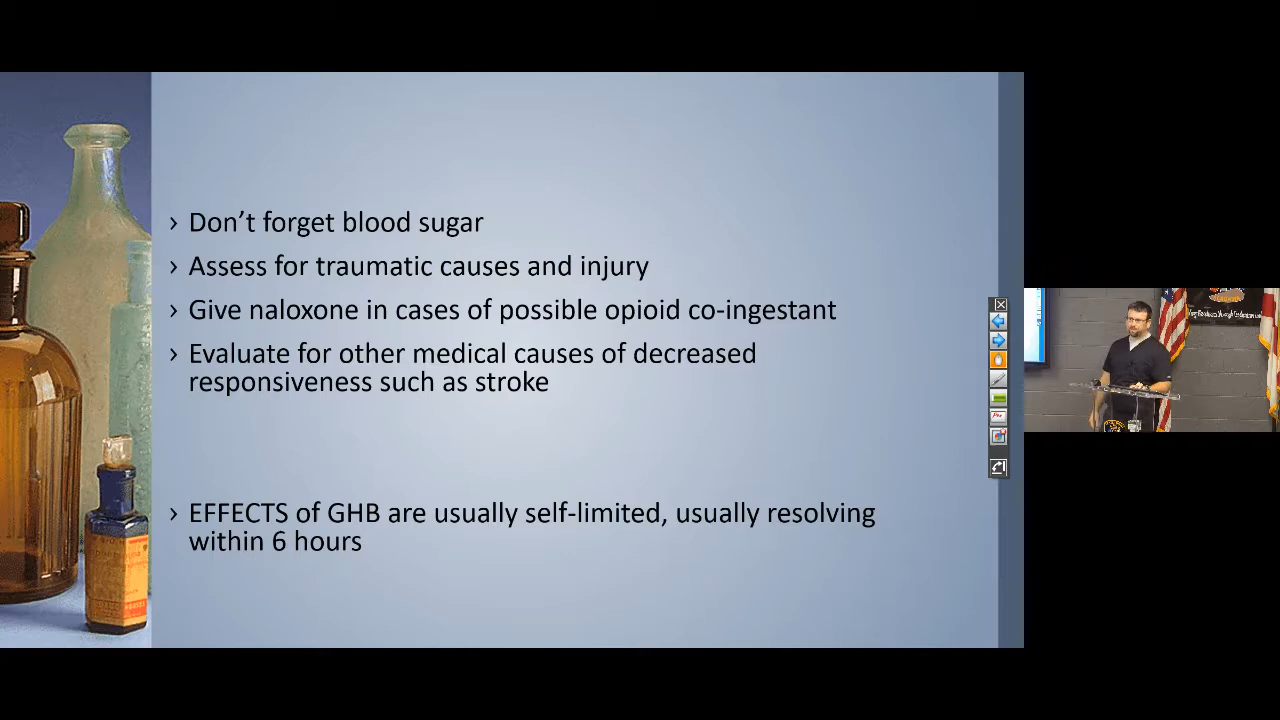 › Don’t forget blood sugar
› Assess for traumatic causes and injury
› Give naloxone in cases of possible opioid co-ingestant
› Evaluate for other medical causes of decreased
responsiveness such as stroke
› EFFECTS of GHB are usually self-limited, usually resolving
within 6 hours